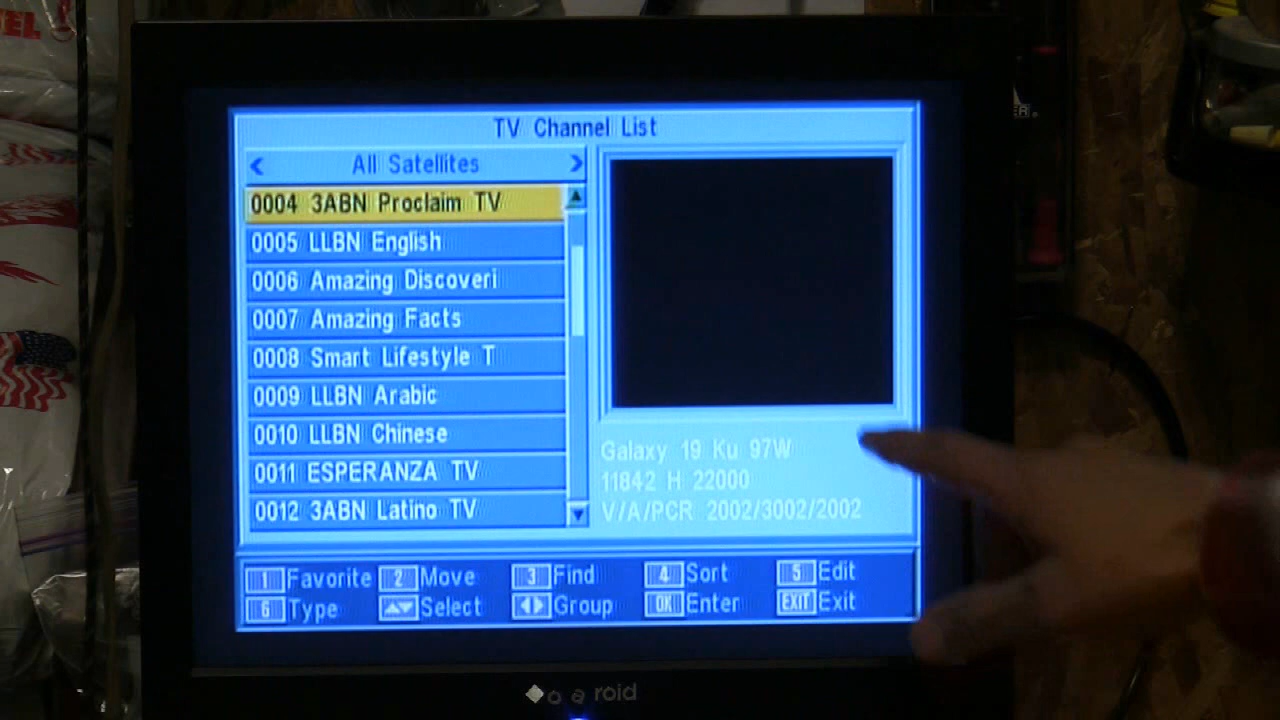 TV Channel List
< All Satellites >
0004 3ABN Proclaim TV
0005 LLBN English
0006 Amazing Discoveri
0007 Amazing Facts
0008 Smart Lifestyle T
0009 LLBN Arabic
0010 LLBN Chinese
0011 ESPERANZA TV
0012 3ABN Latino TV
Galaxy 19 Ku 97W
11842 H 22000
V/A/PCR 2002/3002/2002
1 Favorite 2 Move 3 Find 4 Sort 5 Edit
6 Type Select Group OK Enter EXIT Exit